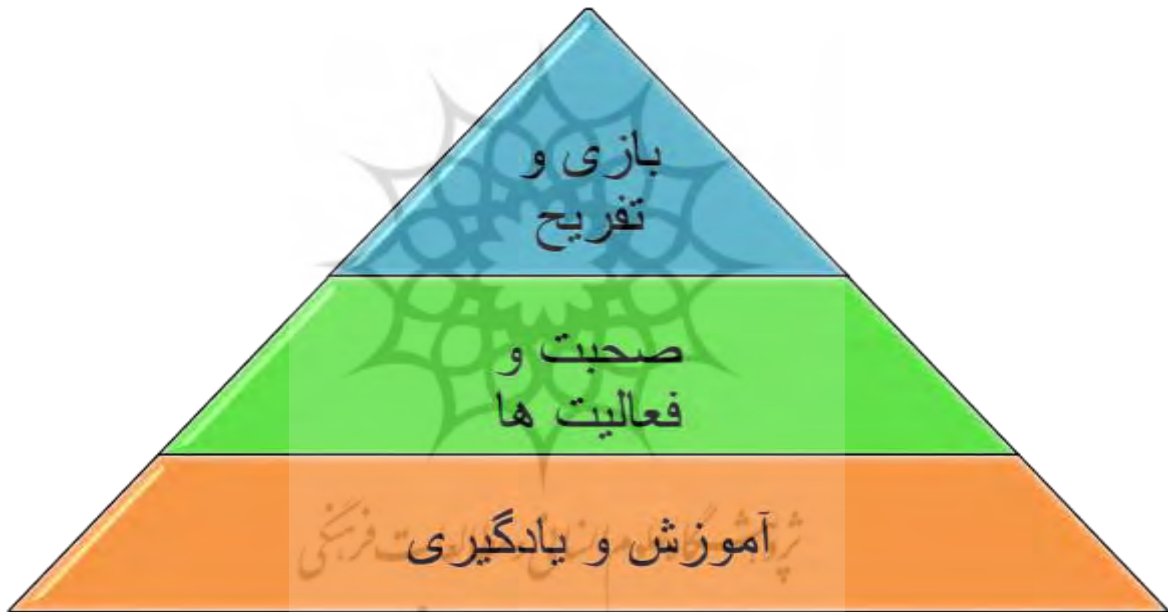 بازی و
تفریح
صحبت و
فعالیت ها
آموزش و یادگیری